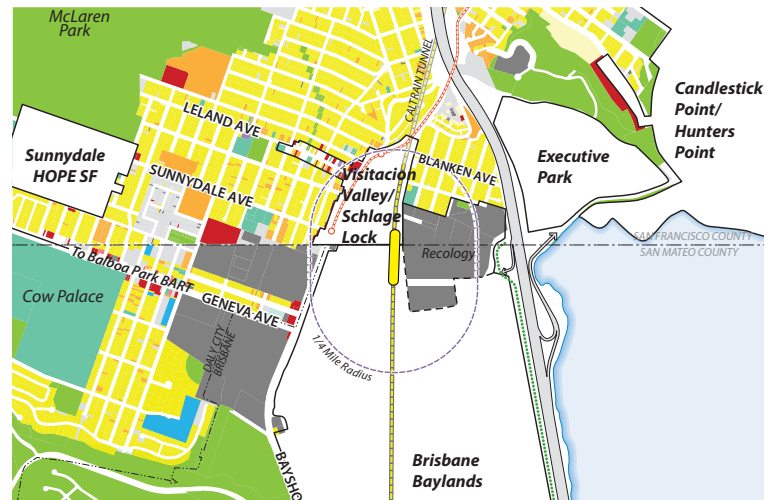 McLaren
Park
CALTRAIN TUNNEL
LELAND AVE
Candlestick
Point/
Hunters
Point
Sunnydale
HOPE SF
SUNNYDALE AVE
Visitacion
Valley/
Schlage
Lock
BLANKEN AVE
Executive
Park
SAN FRANCISCO COUNTY
SAN MATEO COUNTY
To Balboa Park BART
Recology
Cow Palace
GENEVA AVE
DALY CITY
BRISBANE
1/4 Mile Radius
Brisbane
Baylands
BAYSHO